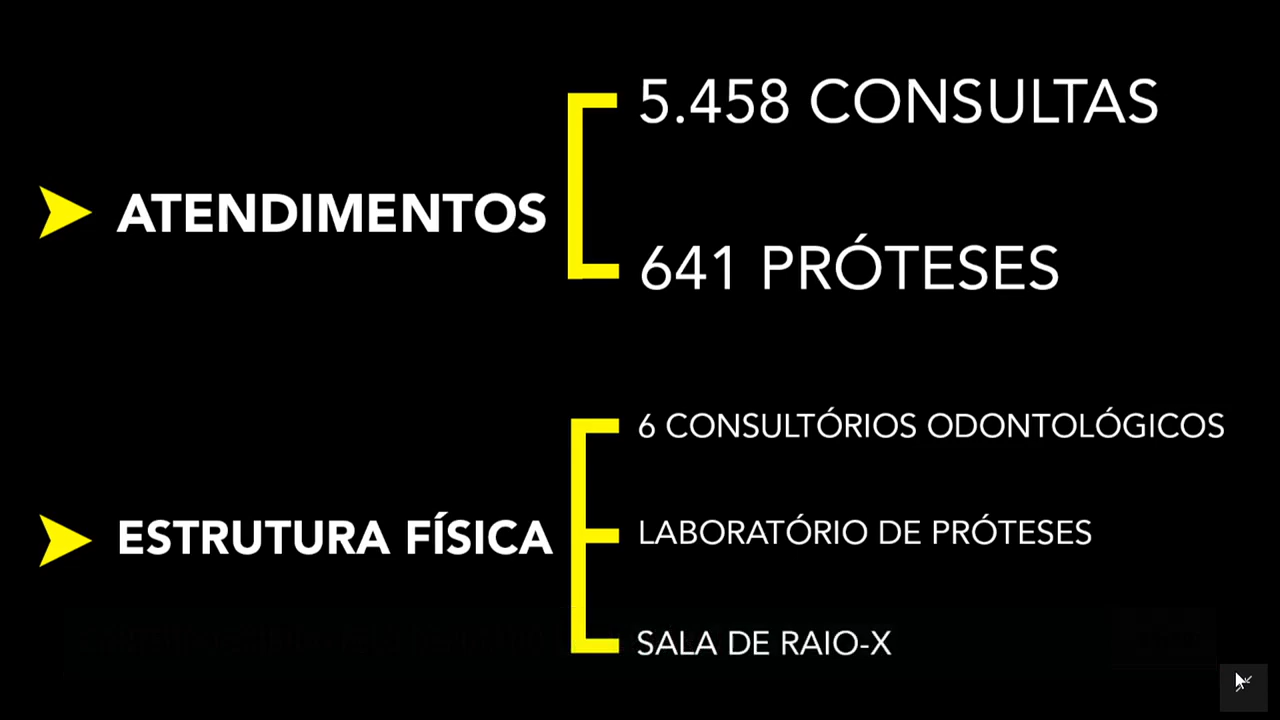 5.458 CONSULTAS
ATENDIMENTOS
641 PRÓTESES
6 CONSULTÓRIOS ODONTOLÓGICOS
ESTRUTURA FÍSICA
LABORATÓRIO DE PRÓTESES
SALA DE RAIO-X